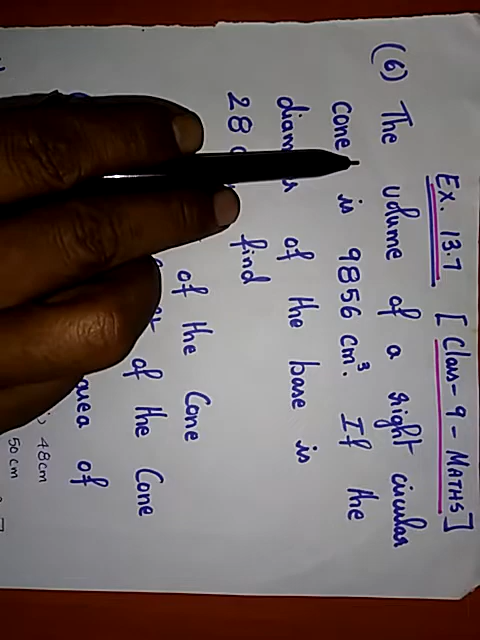 Ex. 13.7 [Class-9-MATHS]
(6) The volume of a right circular
cone is 9856 cm³. If the
of the base is
28 find
of the Cone
of the Cone
area of
48cm
50 cm